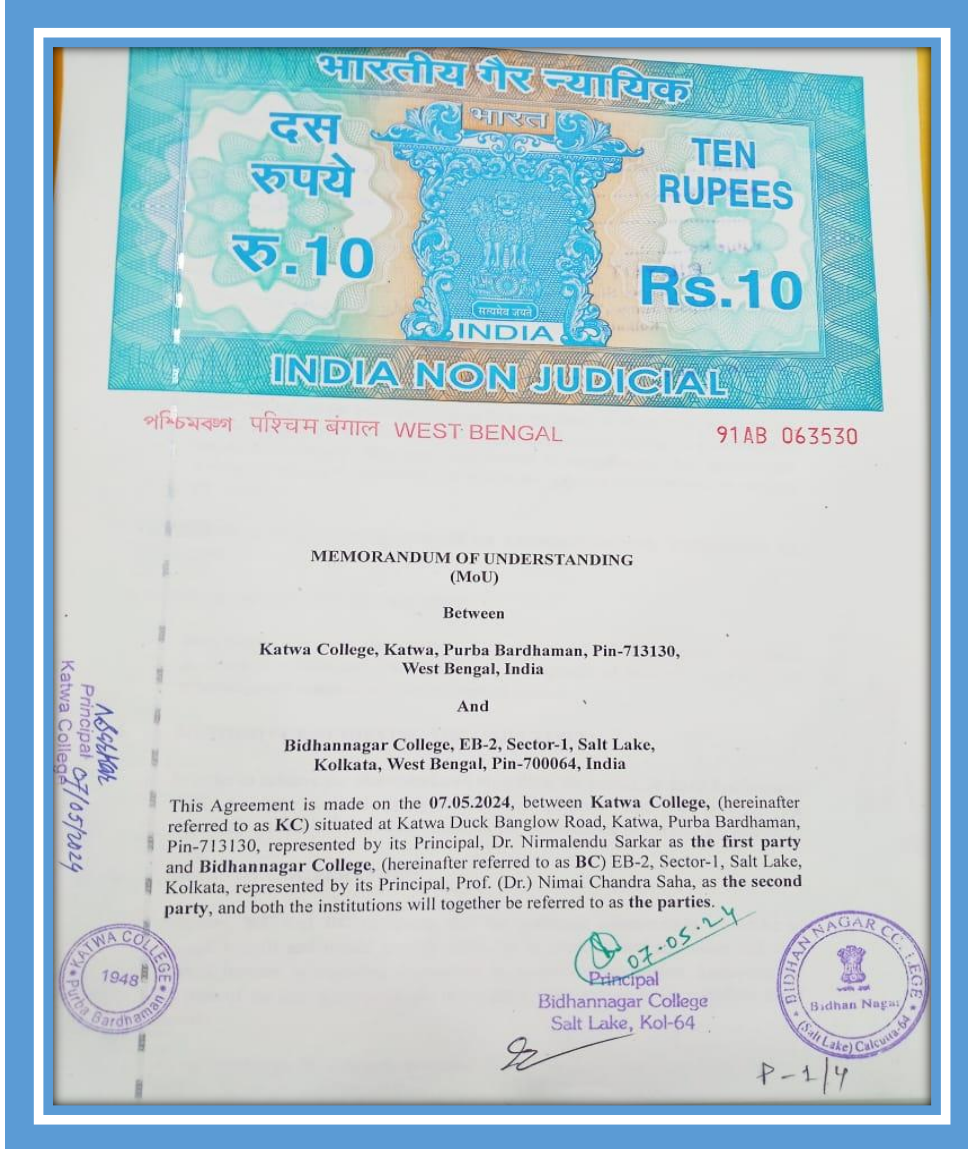 भारतीय गैर न्यायिक
भारत
दस
रुपये
रु.10
TEN
RUPEES
Rs.10
सत्यमेव जयते
INDIA
INDIA NON JUDICIAL
পশ্চিমবঙ্গ पश्चिम बंगाल WEST BENGAL
91AB 063530
MEMORANDUM OF UNDERSTANDING
(MoU)
Between
Katwa College, Katwa, Purba Bardhaman, Pin-713130,
West Bengal, India
And
Bidhannagar College, EB-2, Sector-1, Salt Lake,
Kolkata, West Bengal, Pin-700064, India
This Agreement is made on the 07.05.2024, between Katwa College, (hereinafter
referred to as KC) situated at Katwa Duck Banglow Road, Katwa, Purba Bardhaman,
Pin-713130, represented by its Principal, Dr. Nirmalendu Sarkar as the first party
and Bidhannagar College, (hereinafter referred to as BC) EB-2, Sector-1, Salt Lake,
Kolkata, represented by its Principal, Prof. (Dr.) Nimai Chandra Saha, as the second
party, and both the institutions will together be referred to as the parties.
NSarkar
Principal 07/05/2024
Katwa College
KATWA COLLEGE
1948
Purba Bardhaman
07.05.24
Principal
Bidhannagar College
Salt Lake, Kol-64
BIDHAN NAGAR COLLEGE
Bidhan Nagar
(Salt Lake) Calcutta-64
P-1/4